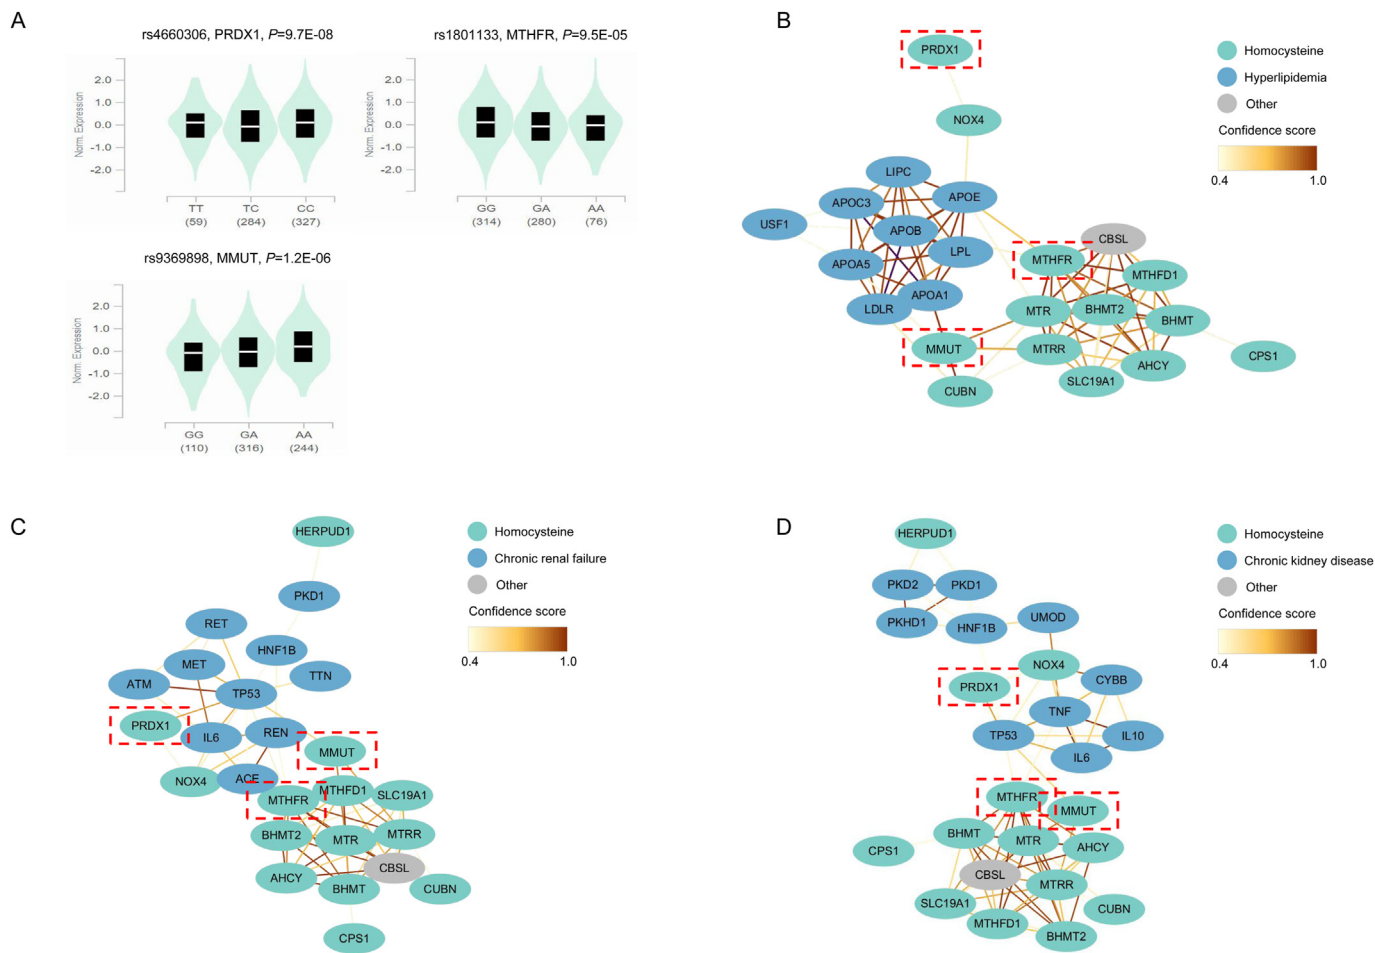 A
rs4660306, PRDX1, P=9.7E-08
Norm. Expression
2.0
1.0
0.0
-1.0
-2.0
TT
TC
CC
(59)
(284)
(327)
rs1801133, MTHFR, P=9.5E-05
Norm. Expression
2.0
1.0
0.0
-1.0
-2.0
GG
GA
AA
(314)
(280)
(76)
rs9369898, MMUT, P=1.2E-06
Norm. Expression
2.0
1.0
0.0
-1.0
-2.0
GG
GA
AA
(110)
(316)
(244)
B
PRDX1
NOX4
LIPC
APOC3
APOE
USF1
APOB
LPL
APOA5
APOA1
LDLR
CBSL
MTHFR
MTHFD1
MTR
BHMT2
BHMT
MMUT
MTRR
AHCY
CPS1
CUBN
SLC19A1
Homocysteine
Hyperlipidemia
Other
Confidence score
0.4
1.0
C
HERPUD1
PKD1
RET
HNF1B
MET
TTN
ATM
TP53
PRDX1
IL6
REN
MMUT
NOX4
ACE
MTHFR
MTHFD1
SLC19A1
BHMT2
MTR
MTRR
CBSL
AHCY
BHMT
CUBN
CPS1
Homocysteine
Chronic renal failure
Other
Confidence score
0.4
1.0
D
HERPUD1
PKD2
PKD1
PKHD1
HNF1B
UMOD
NOX4
PRDX1
CYBB
TNF
TP53
IL10
IL6
MTHFR
MMUT
BHMT
MTR
AHCY
CPS1
CBSL
MTRR
SLC19A1
CUBN
MTHFD1
BHMT2
Homocysteine
Chronic kidney disease
Other
Confidence score
0.4
1.0